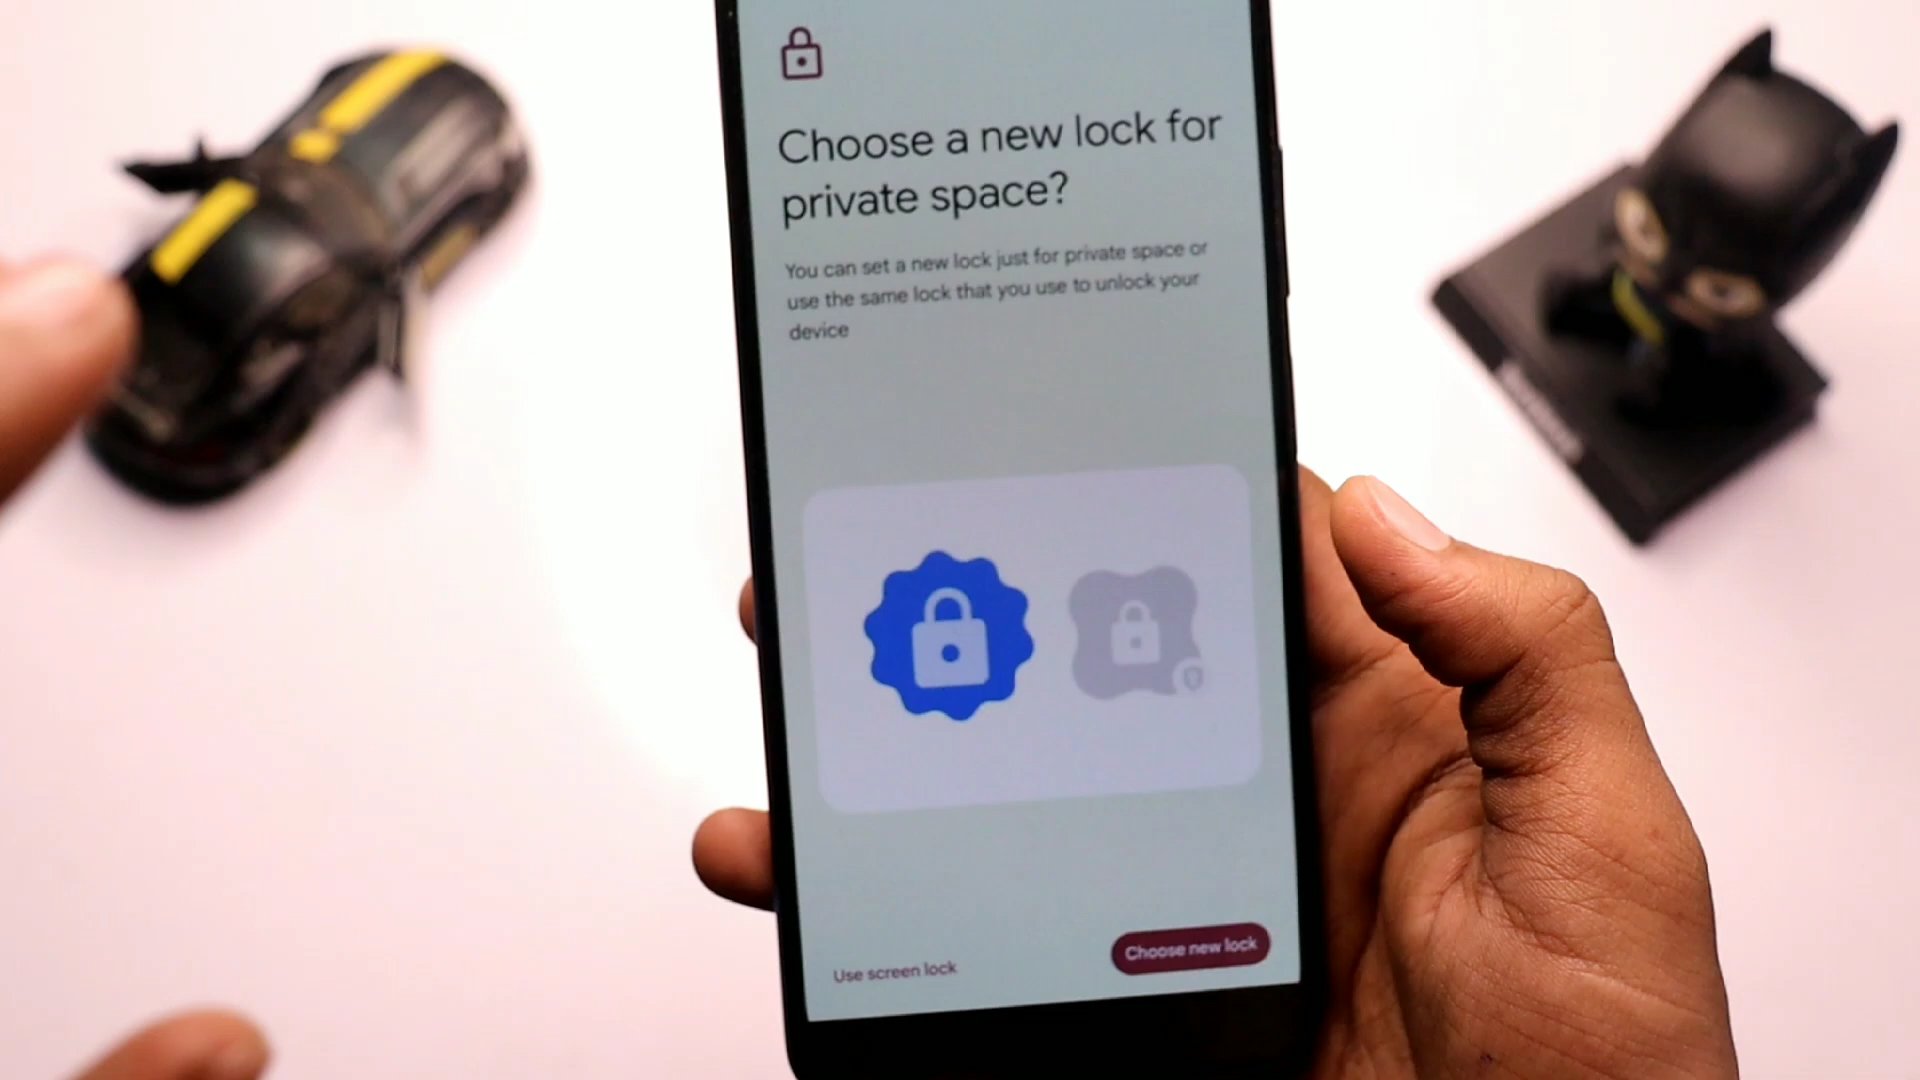 Choose a new lock for
private space?
You can set a new lock just for private space or
use the same lock that you use to unlock your
device
Use screen lock
Choose new lock